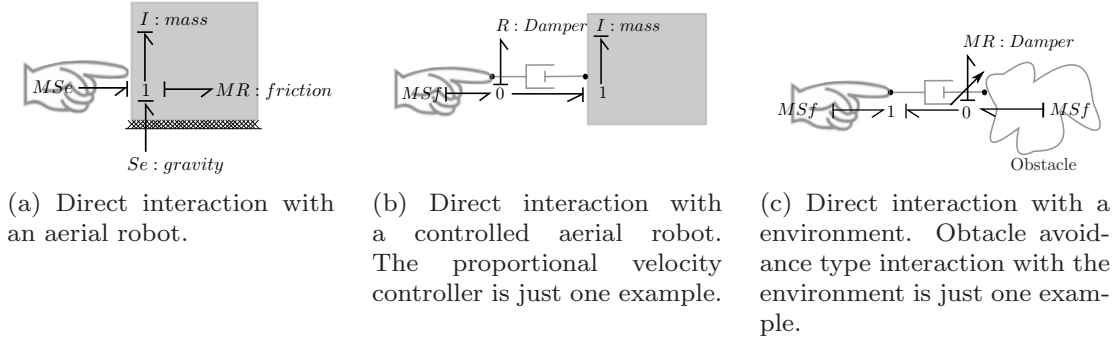 I : mass
MSe
1
MR : friction
Se : gravity
R : Damper
I : mass
MSf
0
1
MR : Damper
MSf
1
0
MSf
Obstacle
(a) Direct interaction with
an aerial robot.
(b) Direct interaction with
a controlled aerial robot.
The proportional velocity
controller is just one example.
(c) Direct interaction with a
environment. Obtacle avoid-
ance type interaction with the
environment is just one exam-
ple.